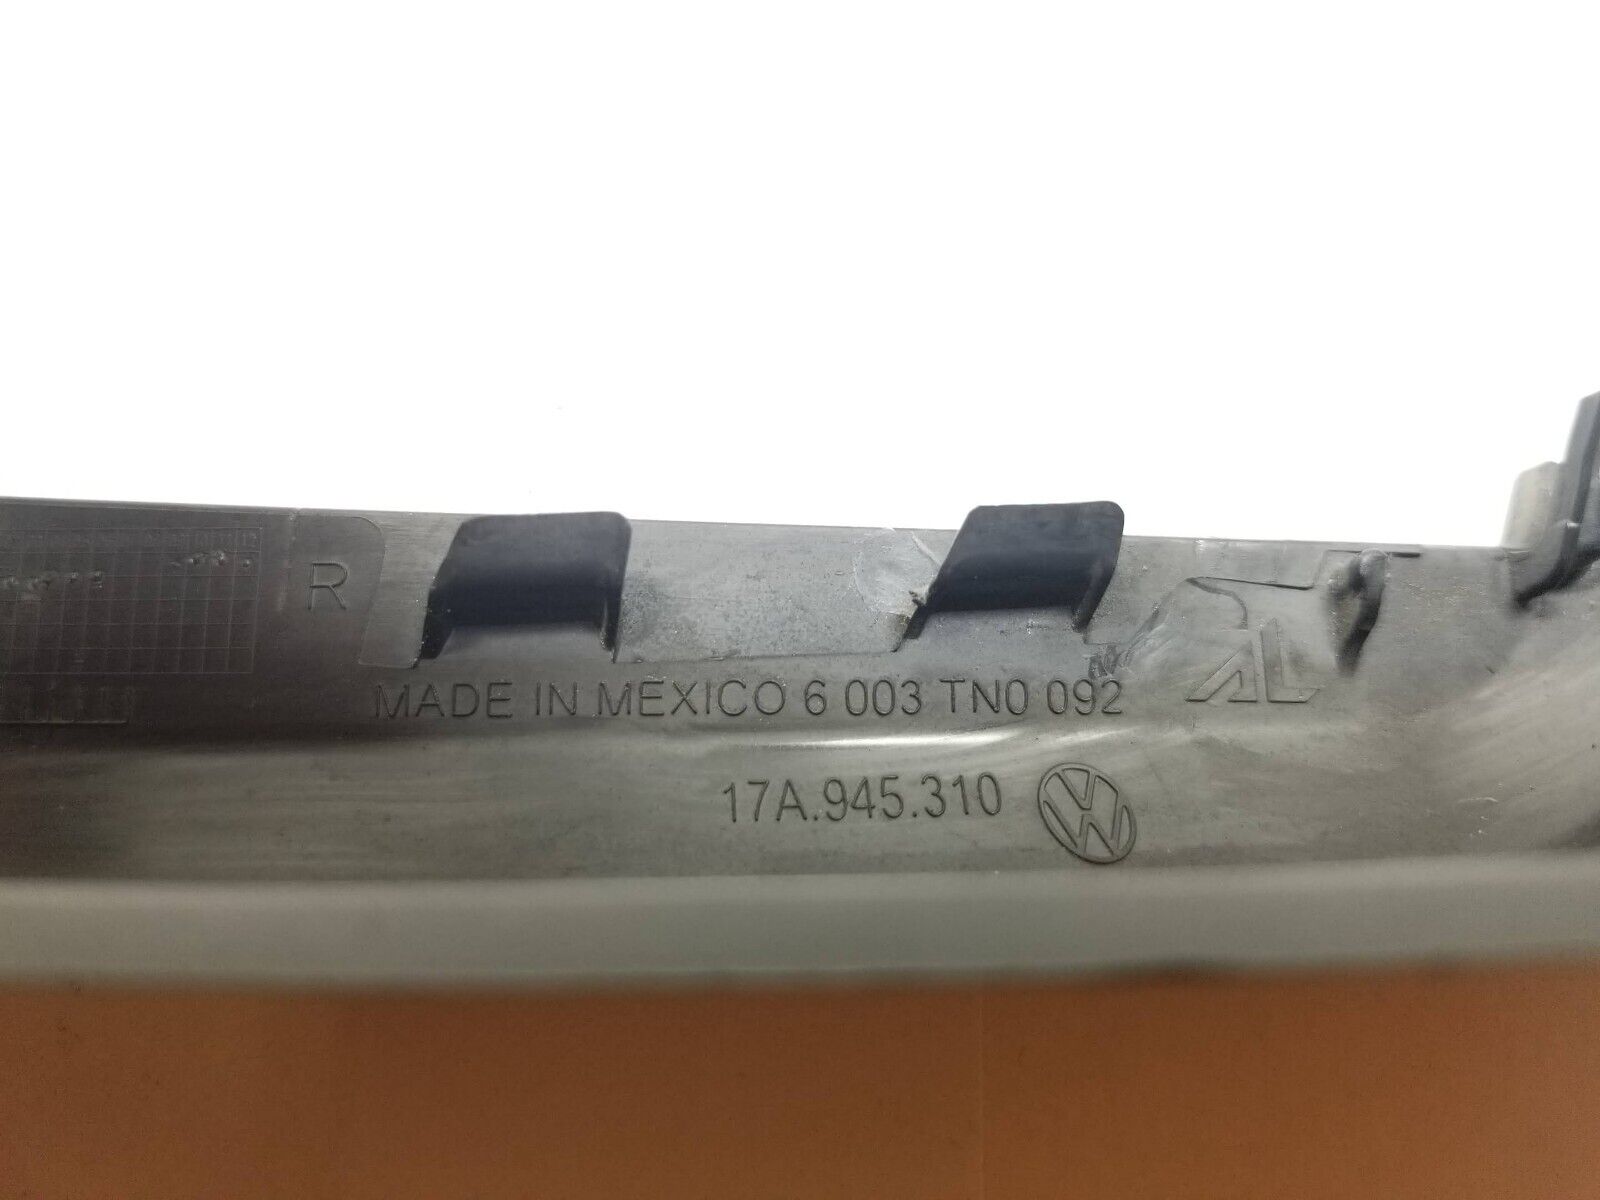 R
MADE IN MEXICO 6 003 TN0 092
17A.945.310